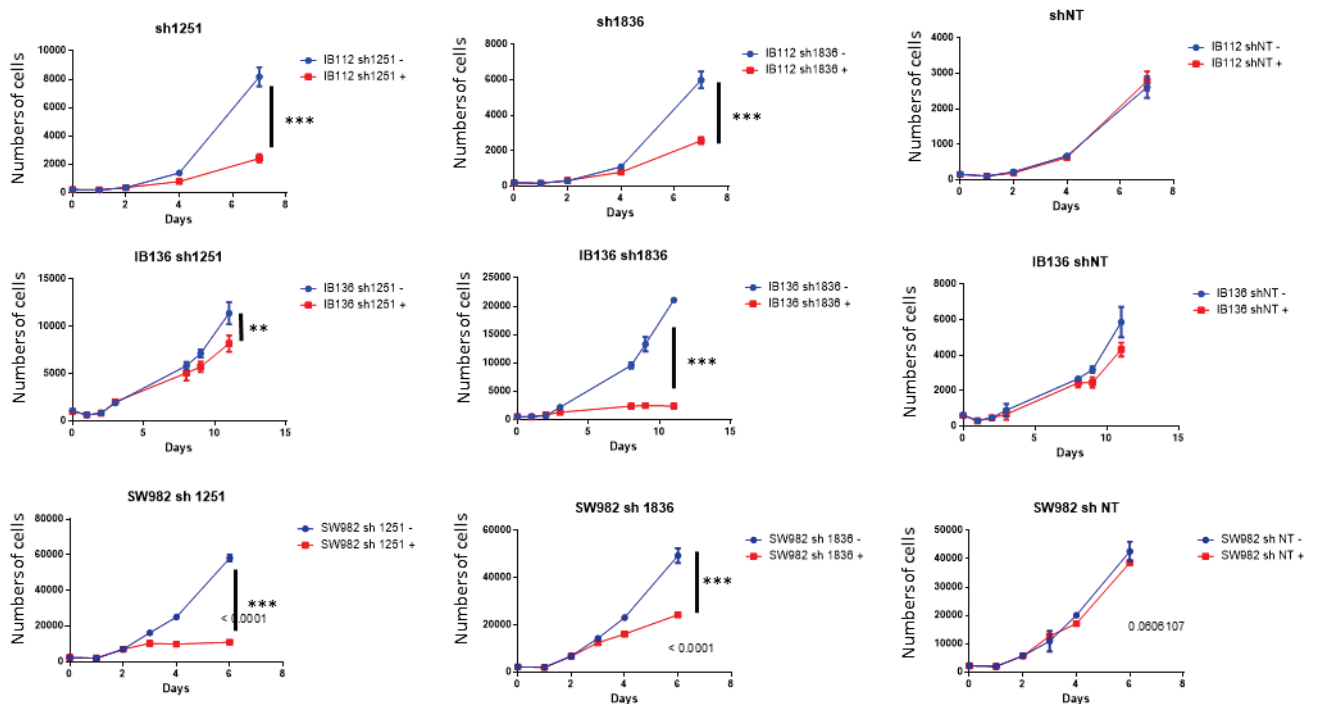 sh1251
Numbers of cells
10000
8000
6000
4000
2000
0
0 2 4 6 8
Days
IB112 sh1251 -
IB112 sh1251 +
***
sh1836
Numbers of cells
8000
6000
4000
2000
0
0 2 4 6 8
Days
IB112 sh1836 -
IB112 sh1836 +
***
shNT
Numbers of cells
4000
3000
2000
1000
0
0 2 4 6 8
Days
IB112 shNT -
IB112 shNT +
IB136 sh1251
Numbers of cells
15000
10000
5000
0
0 5 10 15
Days
IB136 sh1251 -
IB136 sh1251 +
**
IB136 sh1836
Numbers of cells
25000
20000
15000
10000
5000
0
0 5 10 15
Days
IB136 sh1836 -
IB136 sh1836 +
***
IB136 shNT
Numbers of cells
8000
6000
4000
2000
0
0 5 10 15
Days
IB136 shNT -
IB136 shNT +
SW982 sh 1251
Numbers of cells
80000
60000
40000
20000
0
0 2 4 6 8
Days
SW982 sh 1251 -
SW982 sh 1251 +
***
< 0.0001
SW982 sh 1836
Numbers of cells
60000
40000
20000
0
0 2 4 6 8
Days
SW982 sh 1836 -
SW982 sh 1836 +
***
< 0.0001
SW982 sh NT
Numbers of cells
50000
40000
30000
20000
10000
0
0 2 4 6 8
Days
SW982 sh NT -
SW982 sh NT +
0.0606107